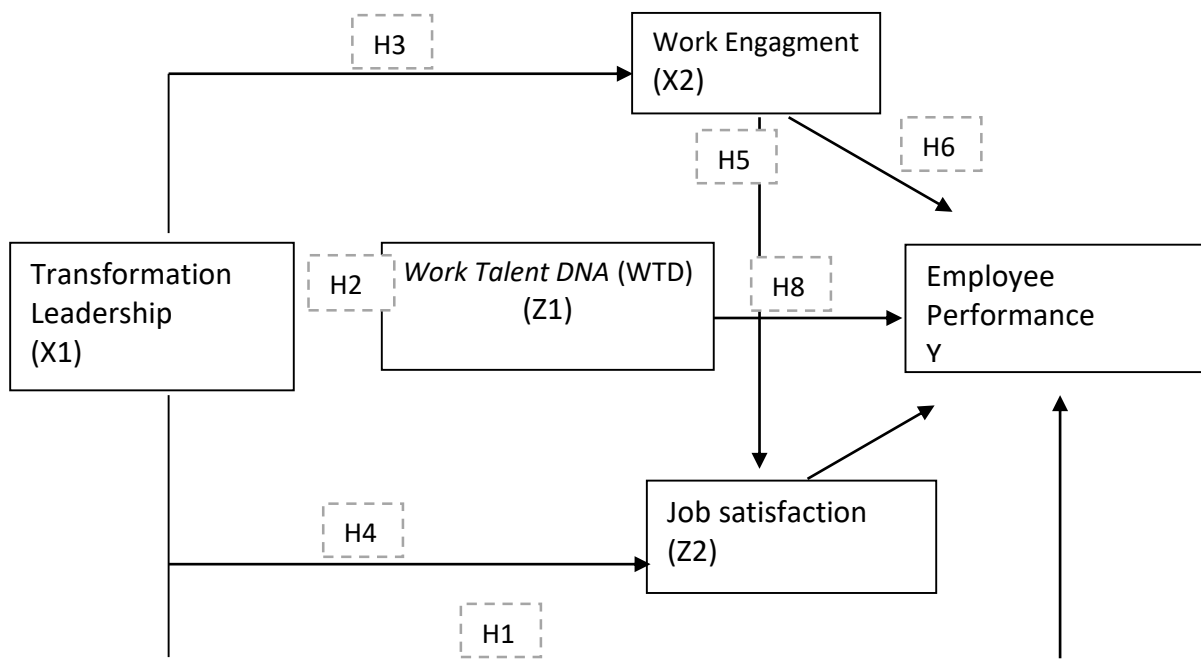 H3
Work Engagment
(X2)
H5
H6
Transformation
Leadership
(X1)
H2
Work Talent DNA (WTD)
(Z1)
H8
Employee
Performance
Y
H4
Job satisfaction
(Z2)
H1